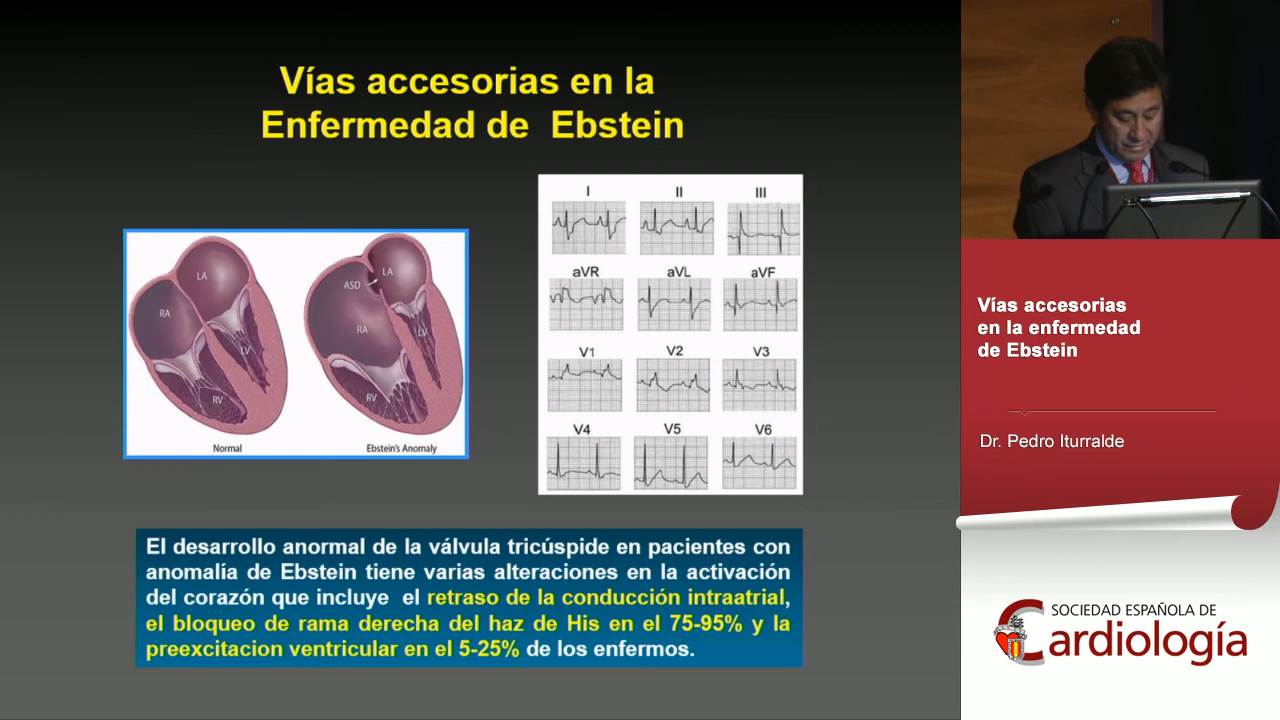 Vías accesorias en la
Enfermedad de Ebstein
LA
RA
LV
RV
Normal
ASD
LA
RA
LV
RV
Ebstein's Anomaly
I
II
III
aVR
aVL
aVF
V1
V2
V3
V4
V5
V6
El desarrollo anormal de la válvula tricúspide en pacientes con
anomalía de Ebstein tiene varias alteraciones en la activación
del corazón que incluye el retraso de la conducción intraatrial,
el bloqueo de rama derecha del haz de His en el 75-95% y la
preexcitacion ventricular en el 5-25% de los enfermos.
Vías accesorias
en la enfermedad
de Ebstein
Dr. Pedro Iturralde
SOCIEDAD ESPAÑOLA DE
Cardiología